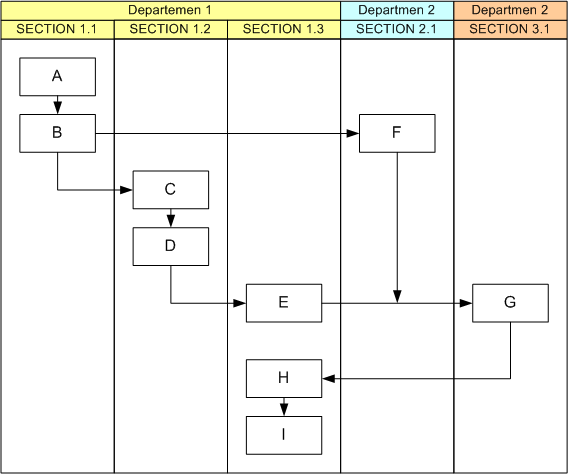 Departemen 1 Departmen 2 Departmen 2
SECTION 1.1 SECTION 1.2 SECTION 1.3 SECTION 2.1 SECTION 3.1
A
B F
C
D
E G
H
I